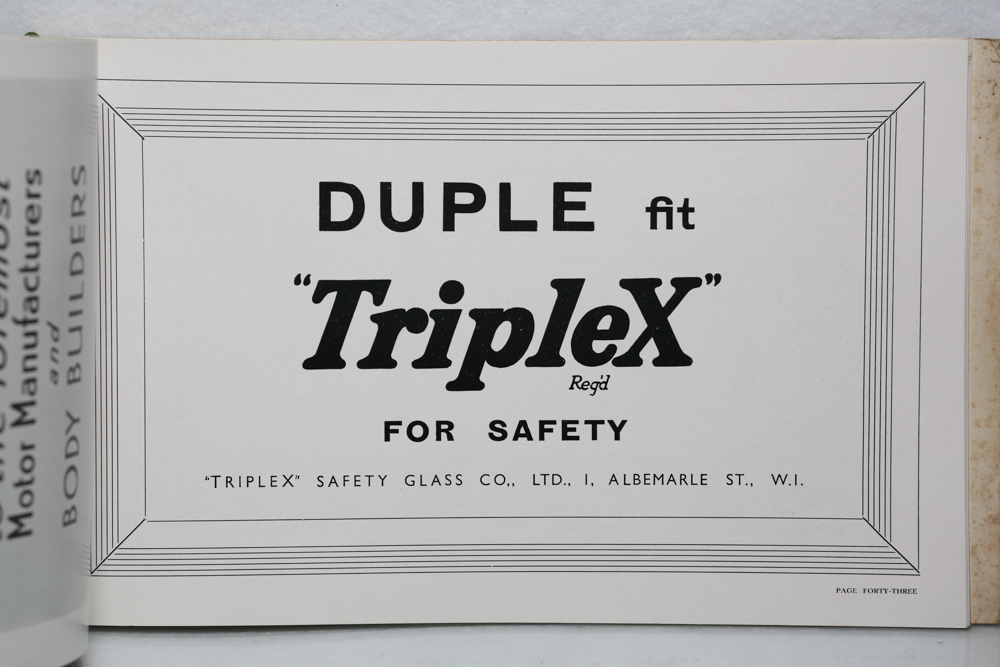 Motor Manufacturers
and
BODY BUILDERS
DUPLE fit
"TripleX"
Reg'd
FOR SAFETY
"TRIPLEX" SAFETY GLASS CO., LTD., 1, ALBEMARLE ST., W.1.
PAGE FORTY-THREE